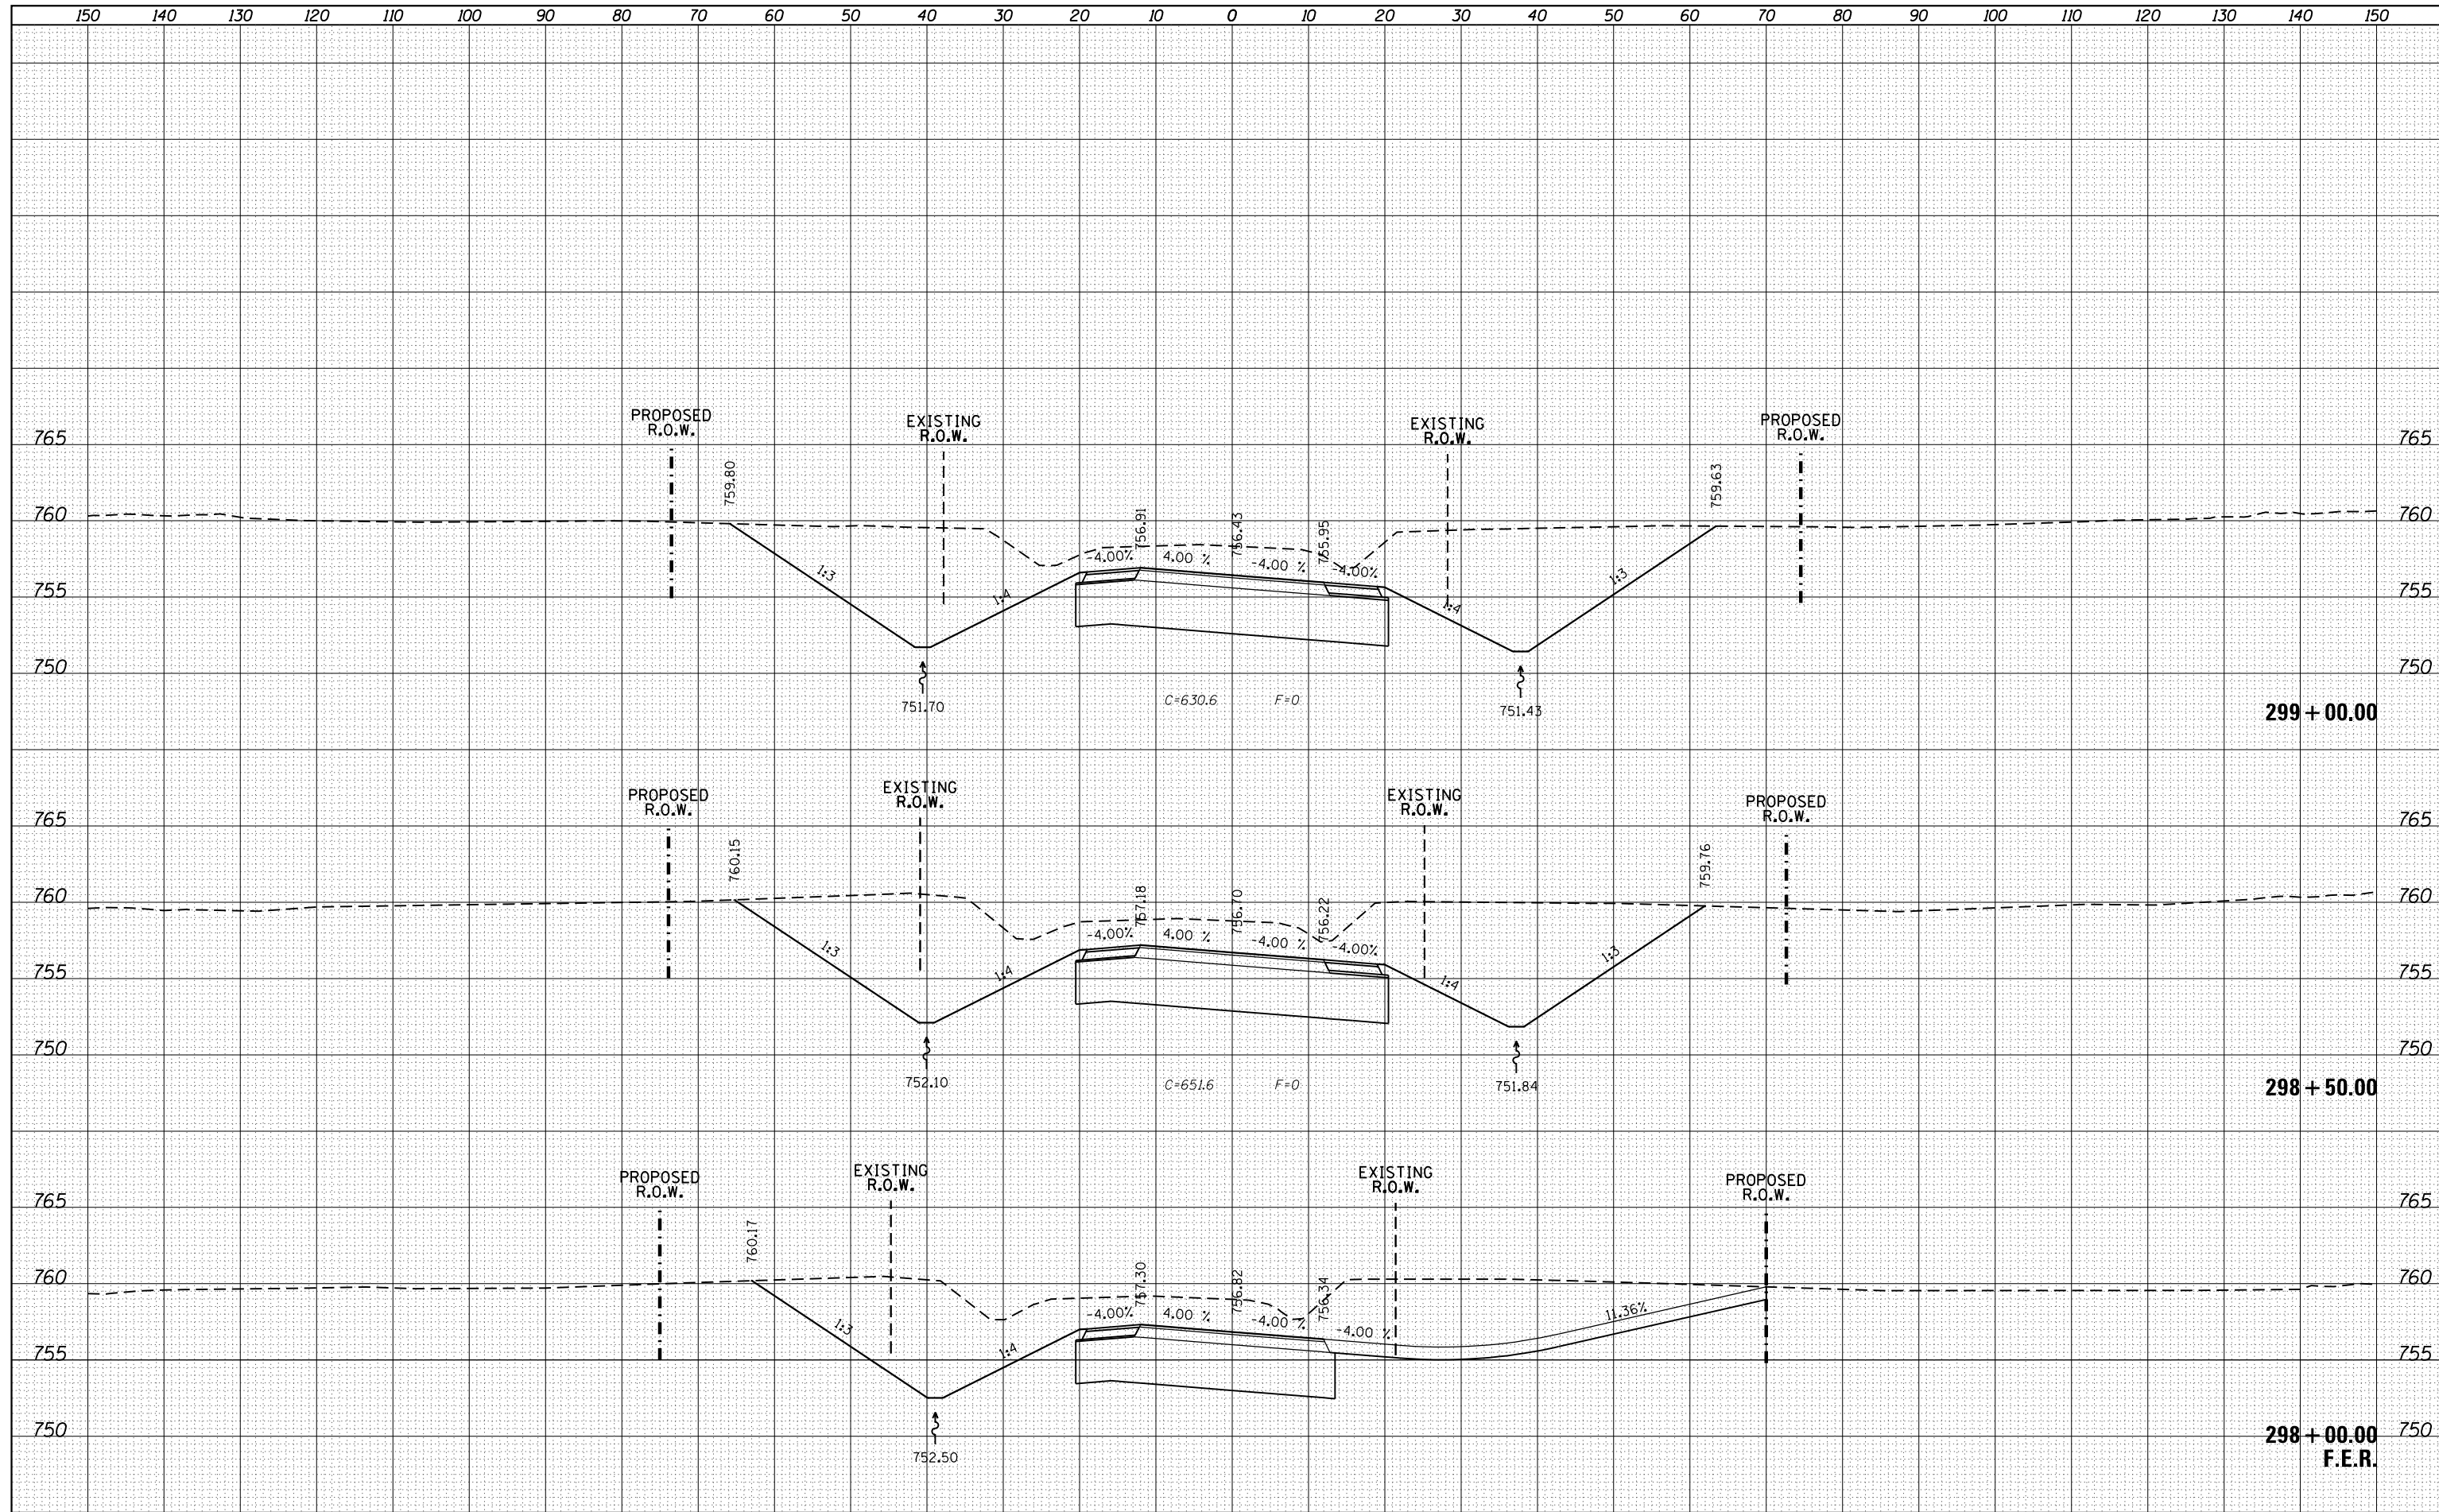 150 140 130 120 110 100 90 80 70 60 50 40 30 20 10 0 10 20 30 40 50 60 70 80 90 100 110 120 130 140 150
PROPOSED
R.O.W.
EXISTING
R.O.W.
EXISTING
R.O.W.
PROPOSED
R.O.W.
765 765
759.80 759.63
760 760
756.91 756.43 755.95
-4.00% 4.00 % -4.00 % -4.00%
1:3 1:4 1:4 1:3
755 755
750 750
751.70 C=630.6 F=0 751.43
299+00.00
PROPOSED
R.O.W.
EXISTING
R.O.W.
EXISTING
R.O.W.
PROPOSED
R.O.W.
765 765
760.15 759.76
760 760
757.18 756.70 756.22
-4.00% 4.00 % -4.00 % -4.00%
1:3 1:4 1:4 1:3
755 755
750 750
752.10 C=651.6 F=0 751.84
298+50.00
PROPOSED
R.O.W.
EXISTING
R.O.W.
EXISTING
R.O.W.
PROPOSED
R.O.W.
765 765
760.17
760 760
757.30 756.82 756.34
-4.00% 4.00 % -4.00 % -4.00 % 11.36%
1:3 1:4
755 755
750 298+00.00 750
F.E.R.
752.50